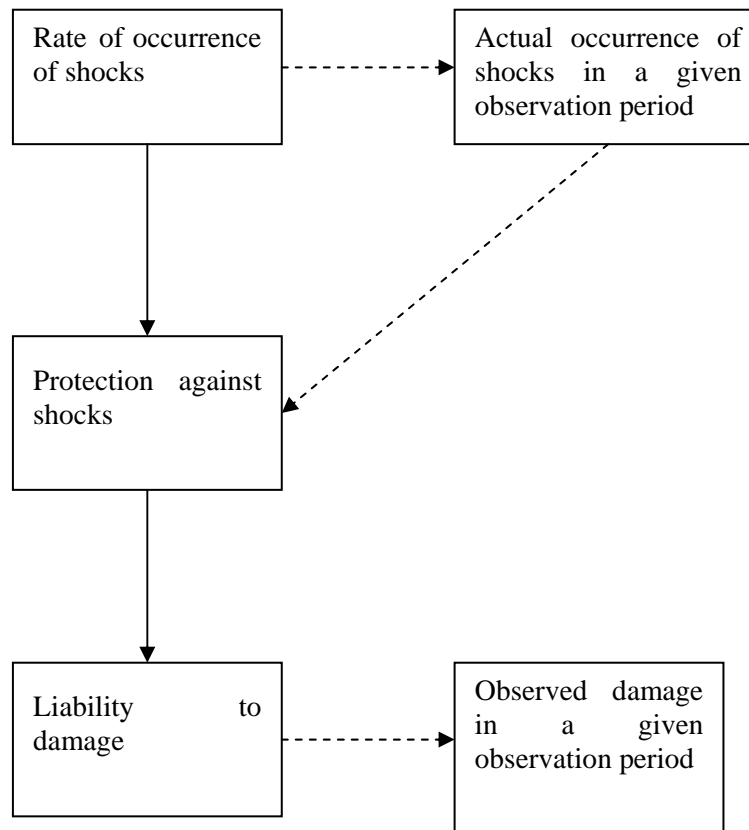 Rate of occurrence
of shocks
Actual occurrence of
shocks in a given
observation period
Protection against
shocks
Liability to
damage
Observed damage
in a given
observation period